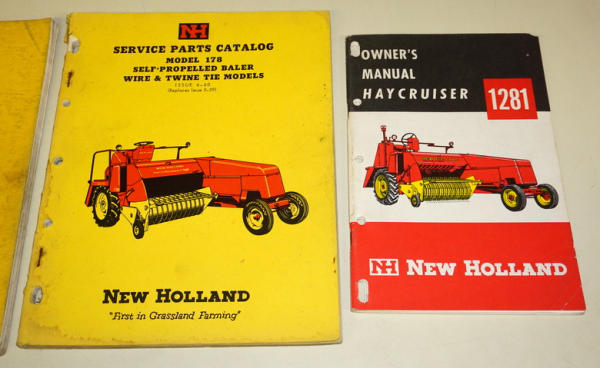 NH
SERVICE PARTS CATALOG
MODEL 178
SELF-PROPELLED BALER
WIRE & TWINE TIE MODELS
NEW HOLLAND
"First in Grassland Farming"
OWNER'S
MANUAL
HAYCRUISER
1281
NH NEW HOLLAND